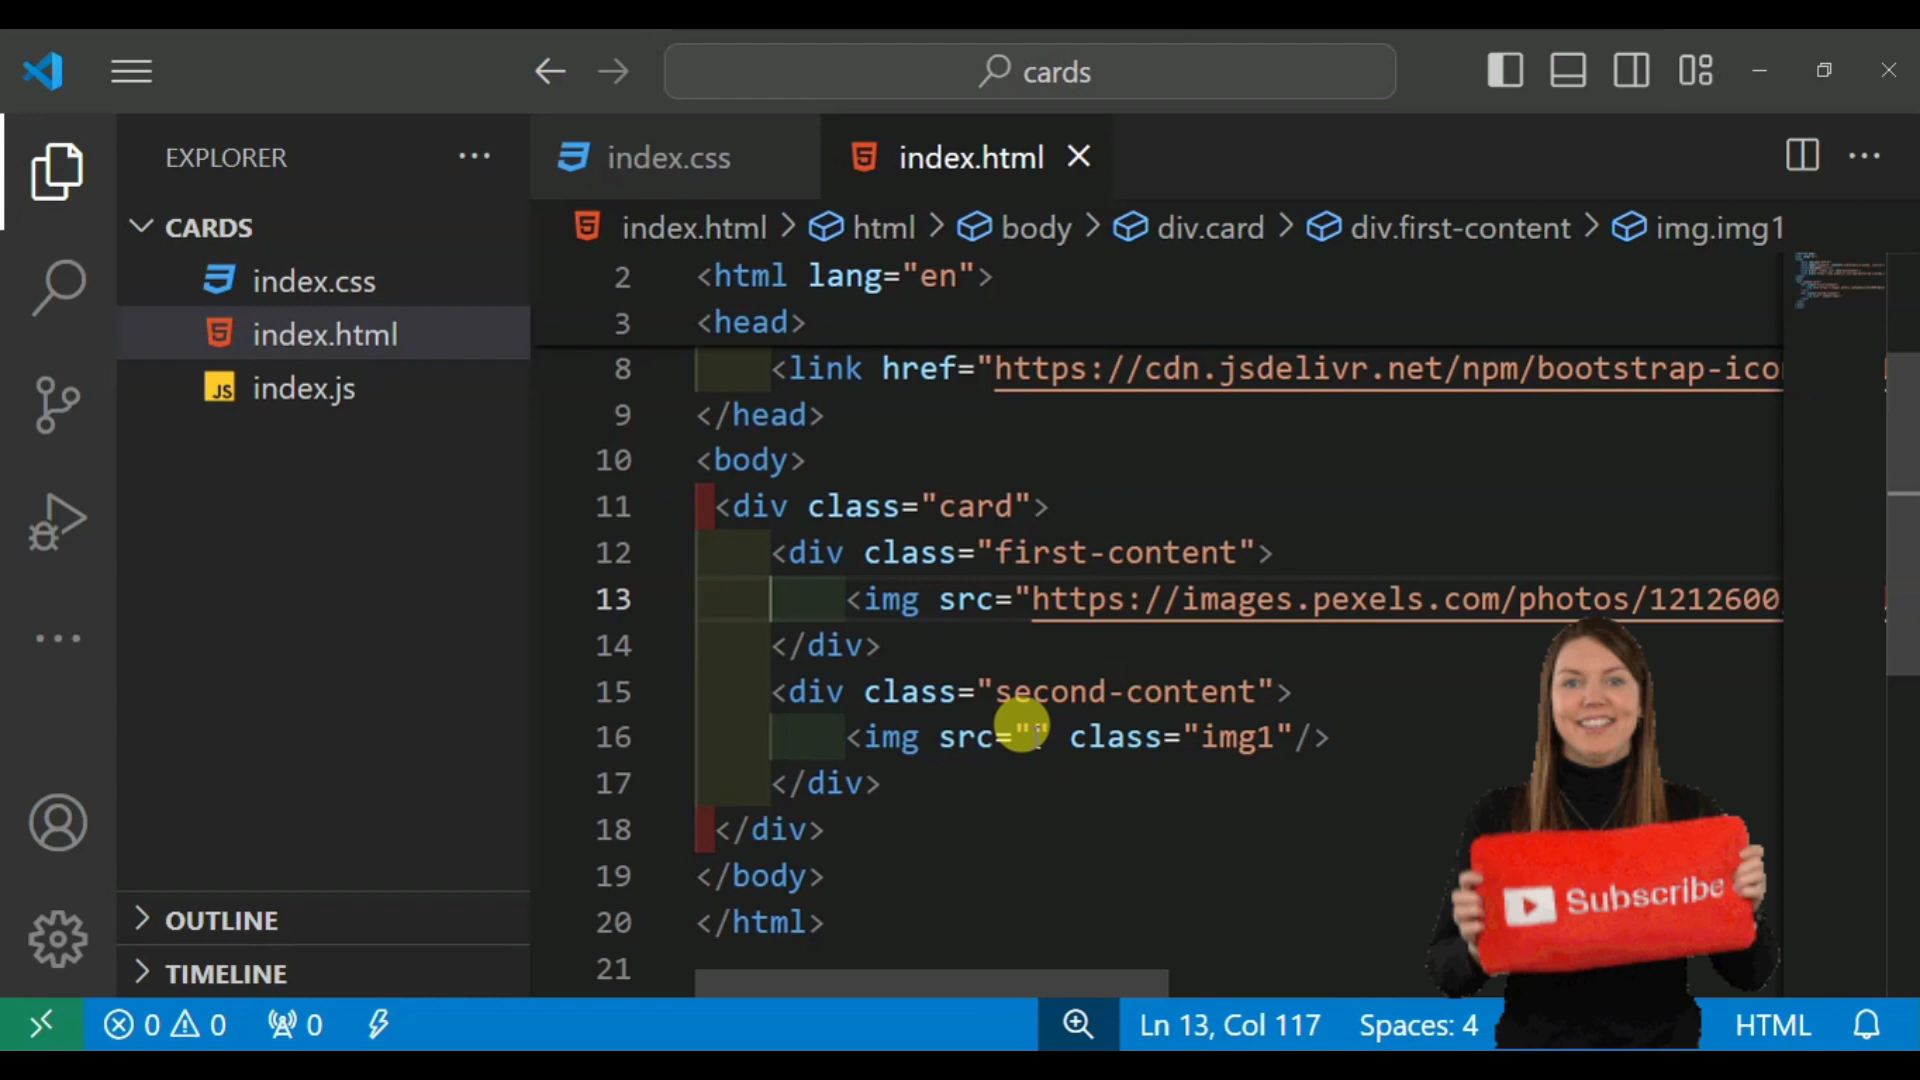 cards
EXPLORER
index.css
index.html
CARDS
index.css
index.html
JS index.js
index.html > html > body > div.card > div.first-content > img.img1
2 <html lang="en">
3 <head>
8 <link href="https://cdn.jsdelivr.net/npm/bootstrap-ico
9 </head>
10 <body>
11 <div class="card">
12 <div class="first-content">
13 <img src="https://images.pexels.com/photos/1212600
14 </div>
15 <div class="second-content">
16 <img src="" class="img1"/>
17 </div>
18 </div>
19 </body>
20 </html>
21
OUTLINE
TIMELINE
Subscribe
0 0 0 Ln 13, Col 117 Spaces: 4 HTML